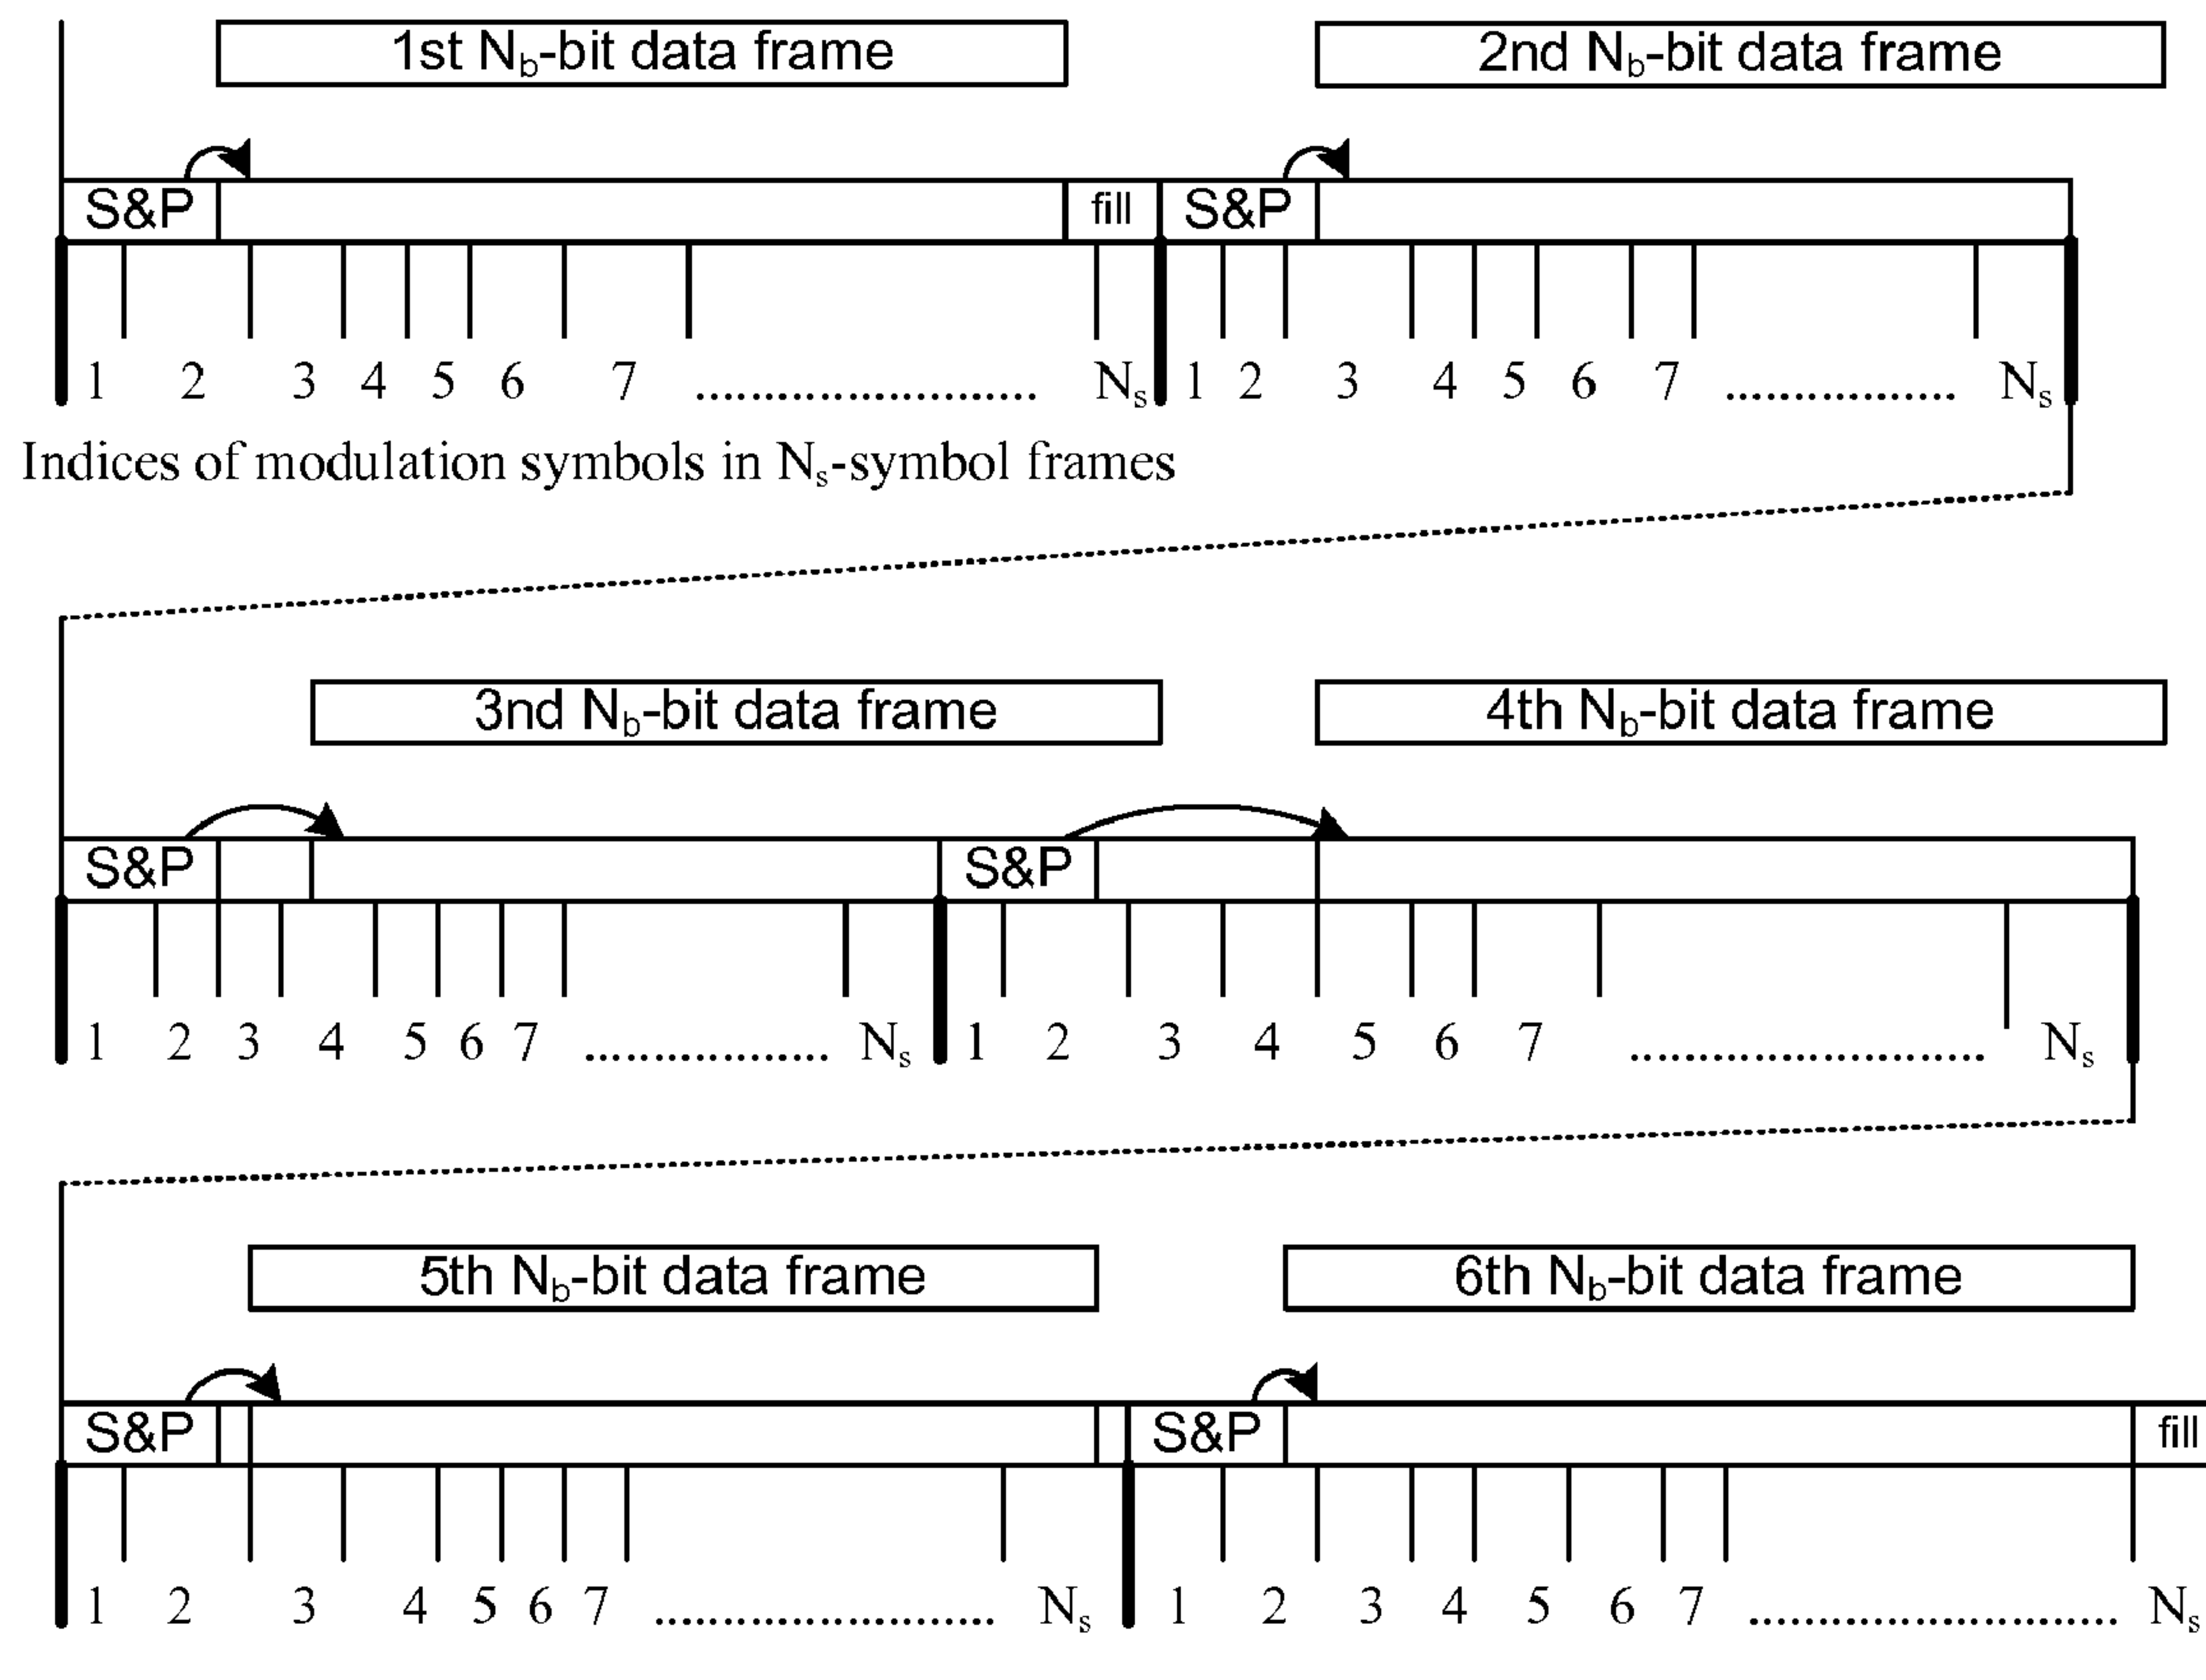 1st Nb-bit data frame 2nd Nb-bit data frame
S&P fill S&P
1 2 3 4 5 6 7 ......................... Ns 1 2 3 4 5 6 7 ................. Ns
Indices of modulation symbols in Ns-symbol frames
3nd Nb-bit data frame 4th Nb-bit data frame
S&P S&P
1 2 3 4 5 6 7 .................. Ns 1 2 3 4 5 6 7 .......................... Ns
5th Nb-bit data frame 6th Nb-bit data frame
S&P S&P fill
1 2 3 4 5 6 7 ......................... Ns 1 2 3 4 5 6 7 ........................... Ns